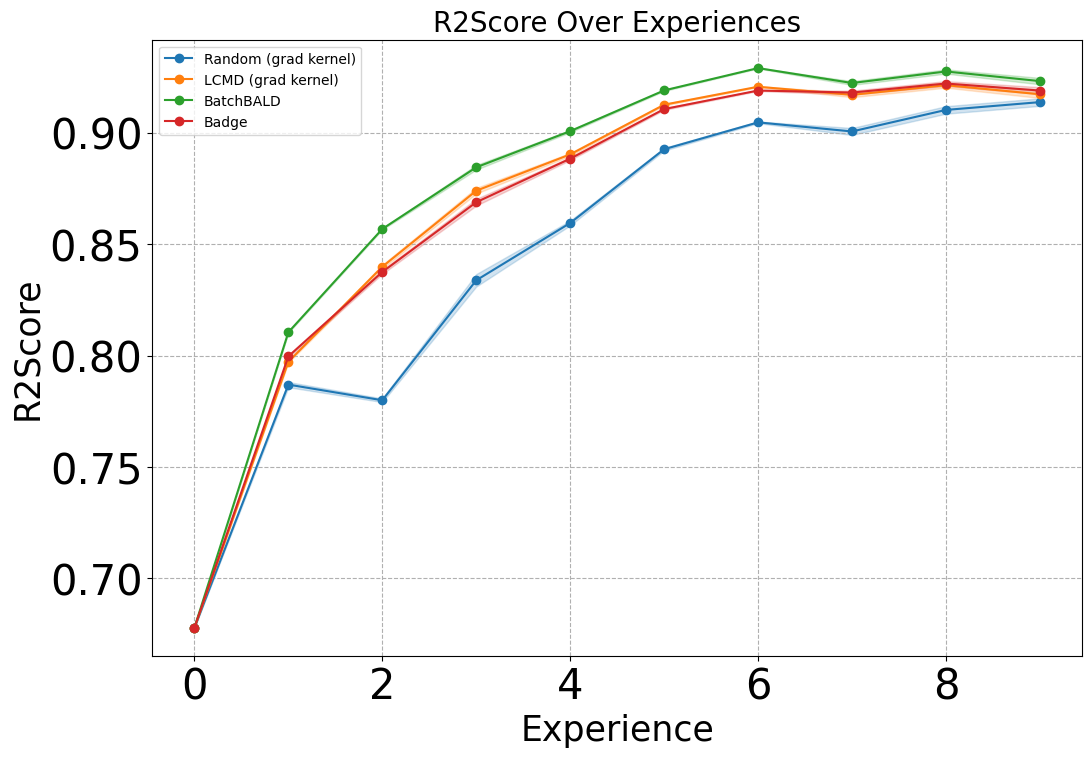 R2Score Over Experiences
Random (grad kernel)
LCMD (grad kernel)
BatchBALD
Badge
0.90
0.85
0.80
0.75
0.70
R2Score
0 2 4 6 8
Experience